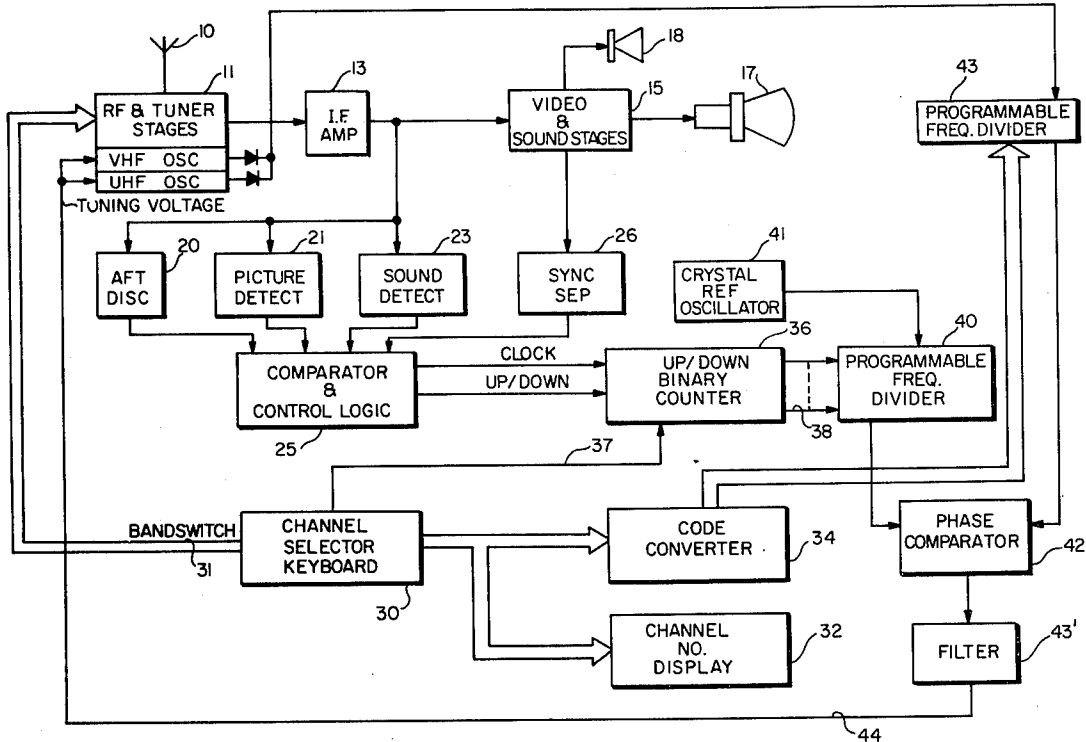 10
11
RF & TUNER
STAGES
VHF OSC
UHF OSC
TUNING VOLTAGE
13
I.F.
AMP
18
15
VIDEO
&
SOUND STAGES
17
43
PROGRAMMABLE
FREQ. DIVIDER
20
AFT
DISC
21
PICTURE
DETECT
23
SOUND
DETECT
26
SYNC
SEP
41
CRYSTAL
REF
OSCILLATOR
COMPARATOR
&
CONTROL LOGIC
25
CLOCK
UP/DOWN
36
UP/DOWN
BINARY
COUNTER
38
40
PROGRAMMABLE
FREQ.
DIVIDER
37
BANDSWITCH
31
CHANNEL
SELECTOR
KEYBOARD
30
CODE
CONVERTER
34
PHASE
COMPARATOR
42
CHANNEL
NO.
DISPLAY
32
FILTER
43'
44